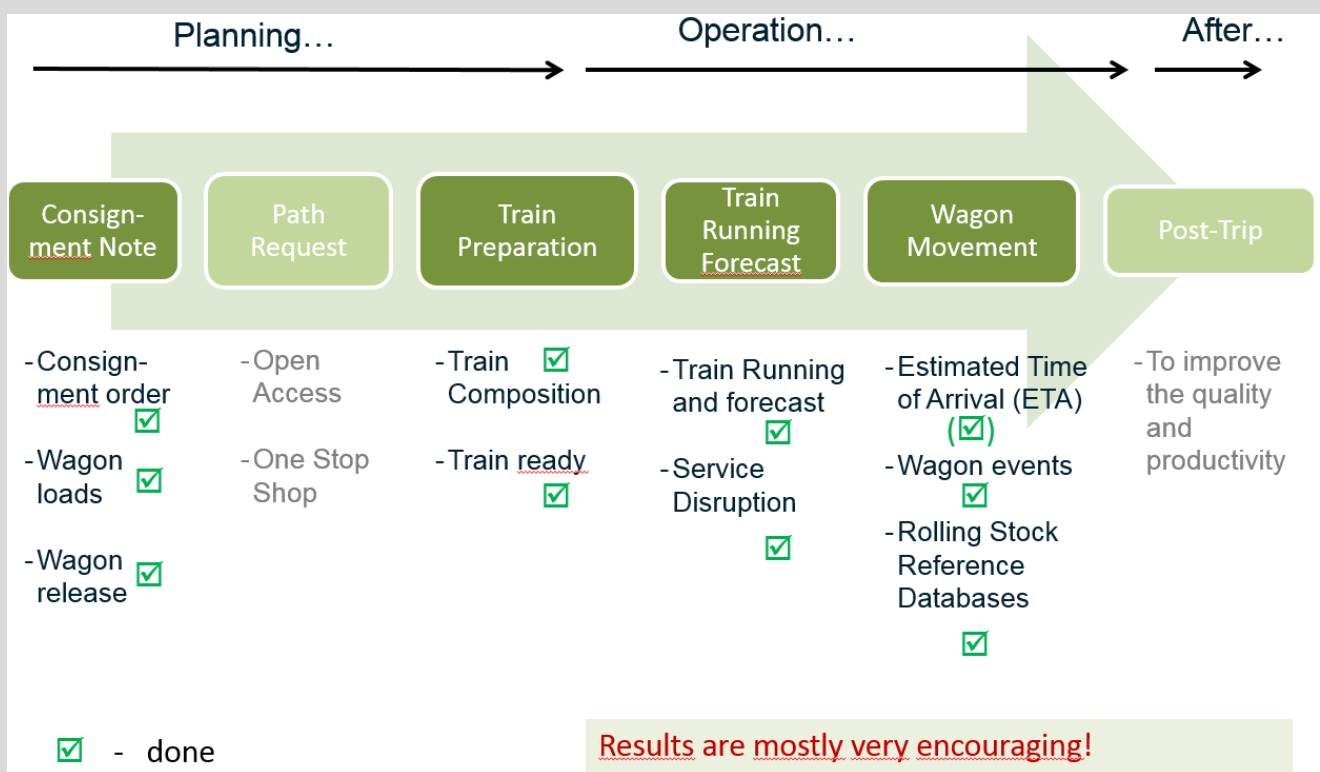 Planning…
Operation…
After…
Consign-
ment Note
Path
Request
Train
Preparation
Train
Running
Forecast
Wagon
Movement
Post-Trip
-Consign-
ment order
-Wagon
loads
-Wagon
release
-Open
Access
-One Stop
Shop
-Train
Composition
-Train ready
-Train Running
and forecast
-Service
Disruption
-Estimated Time
of Arrival (ETA)
(☑)
-Wagon events
-Rolling Stock
Reference
Databases
-To improve
the quality
and
productivity
☑ - done
Results are mostly very encouraging!